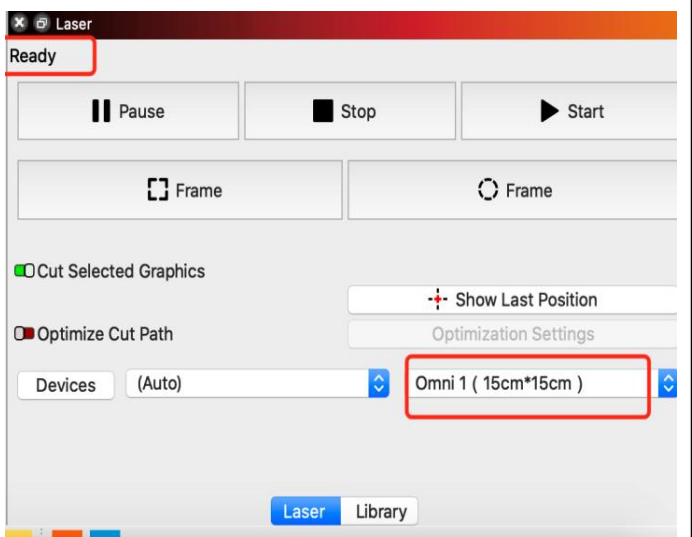 Laser
Ready
Pause Stop Start
Frame Frame
Cut Selected Graphics
Show Last Position
Optimize Cut Path Optimization Settings
Devices (Auto) Omni 1 ( 15cm*15cm )
Laser Library